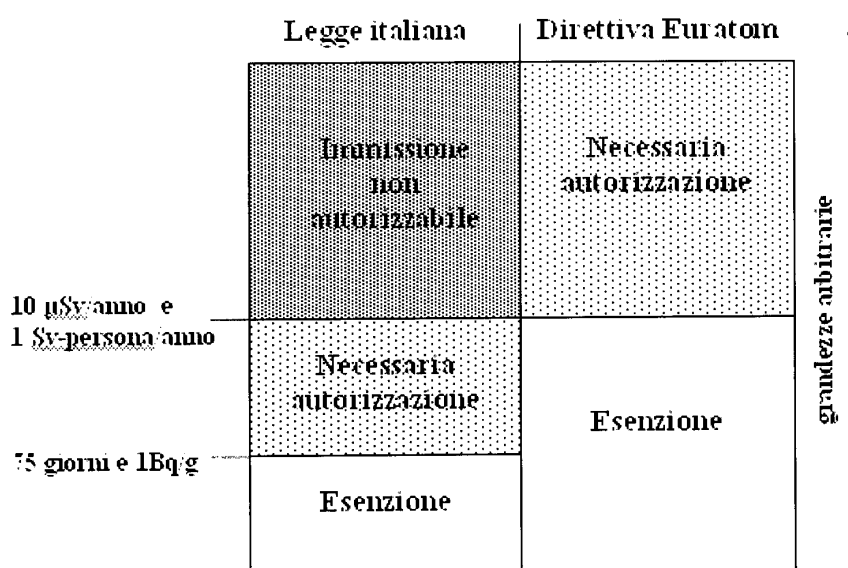 Legge italiana
Direttiva Euratom
Immissione
non
autorizzabile
Necessaria
autorizzazione
10 µSv/anno e
1 Sv-persona/anno
Necessaria
autorizzazione
Esenzione
75 giorni e 1Bq/g
Esenzione
grandezze arbitrarie